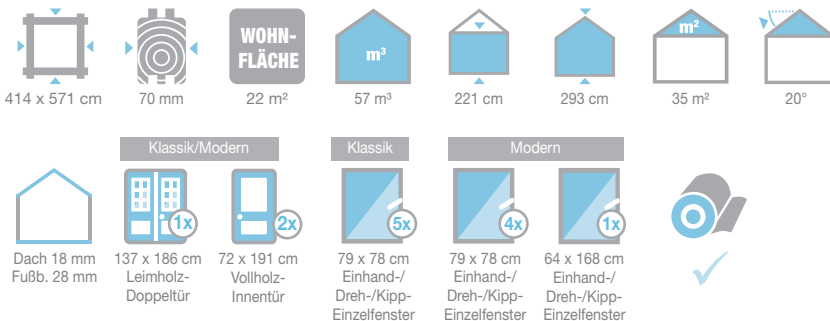 WOHN-
FLÄCHE
m³
m²
414 x 571 cm
70 mm
22 m²
57 m³
221 cm
293 cm
35 m²
20°
Klassik/Modern
Klassik
Modern
1x
2x
5x
4x
1x
Dach 18 mm
Fußb. 28 mm
137 x 186 cm
Leimholz-
Doppeltür
72 x 191 cm
Vollholz-
Innentür
79 x 78 cm
Einhand-/
Dreh-/Kipp-
Einzelfenster
79 x 78 cm
Einhand-/
Dreh-/Kipp-
Einzelfenster
64 x 168 cm
Einhand-/
Dreh-/Kipp-
Einzelfenster